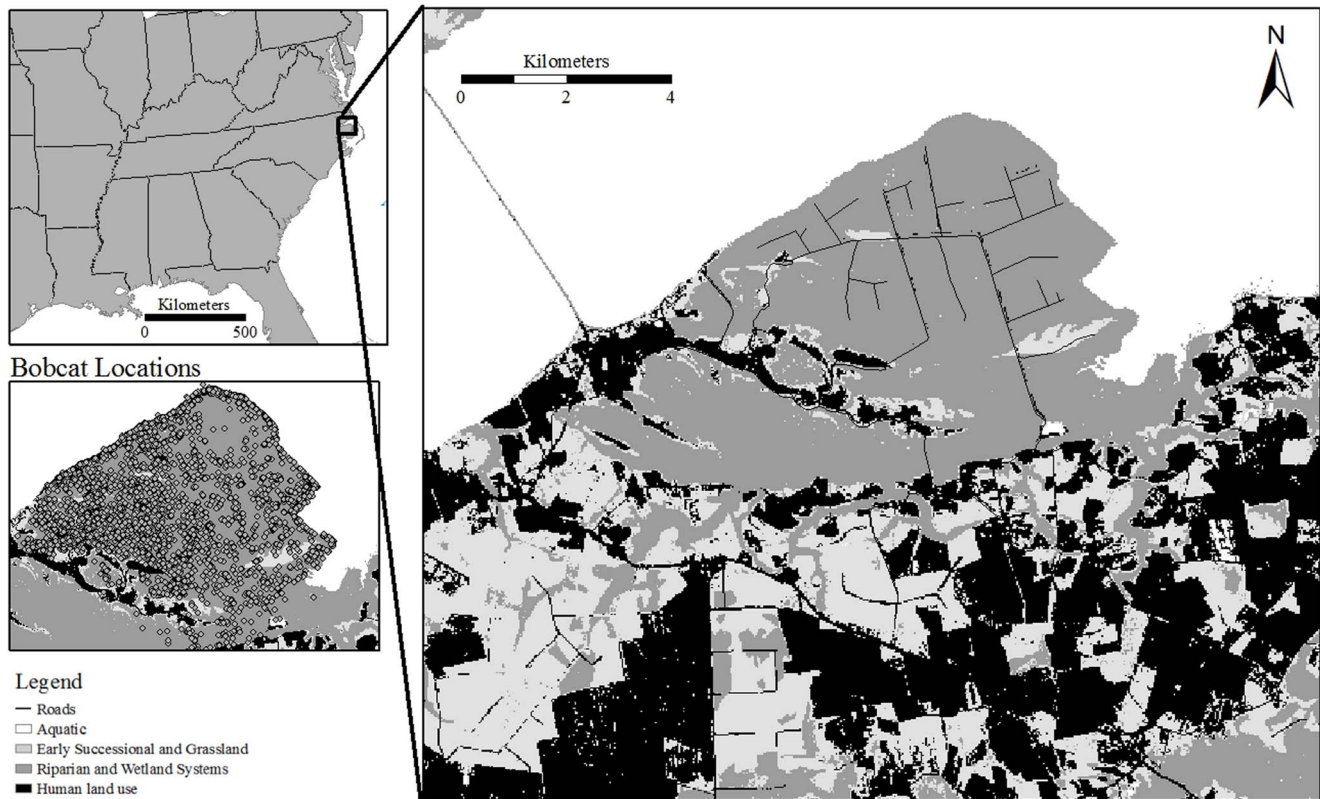 Kilometers
0 500
Bobcat Locations
Legend
Roads
Aquatic
Early Successional and Grassland
Riparian and Wetland Systems
Human land use
Kilometers
0 2 4
N